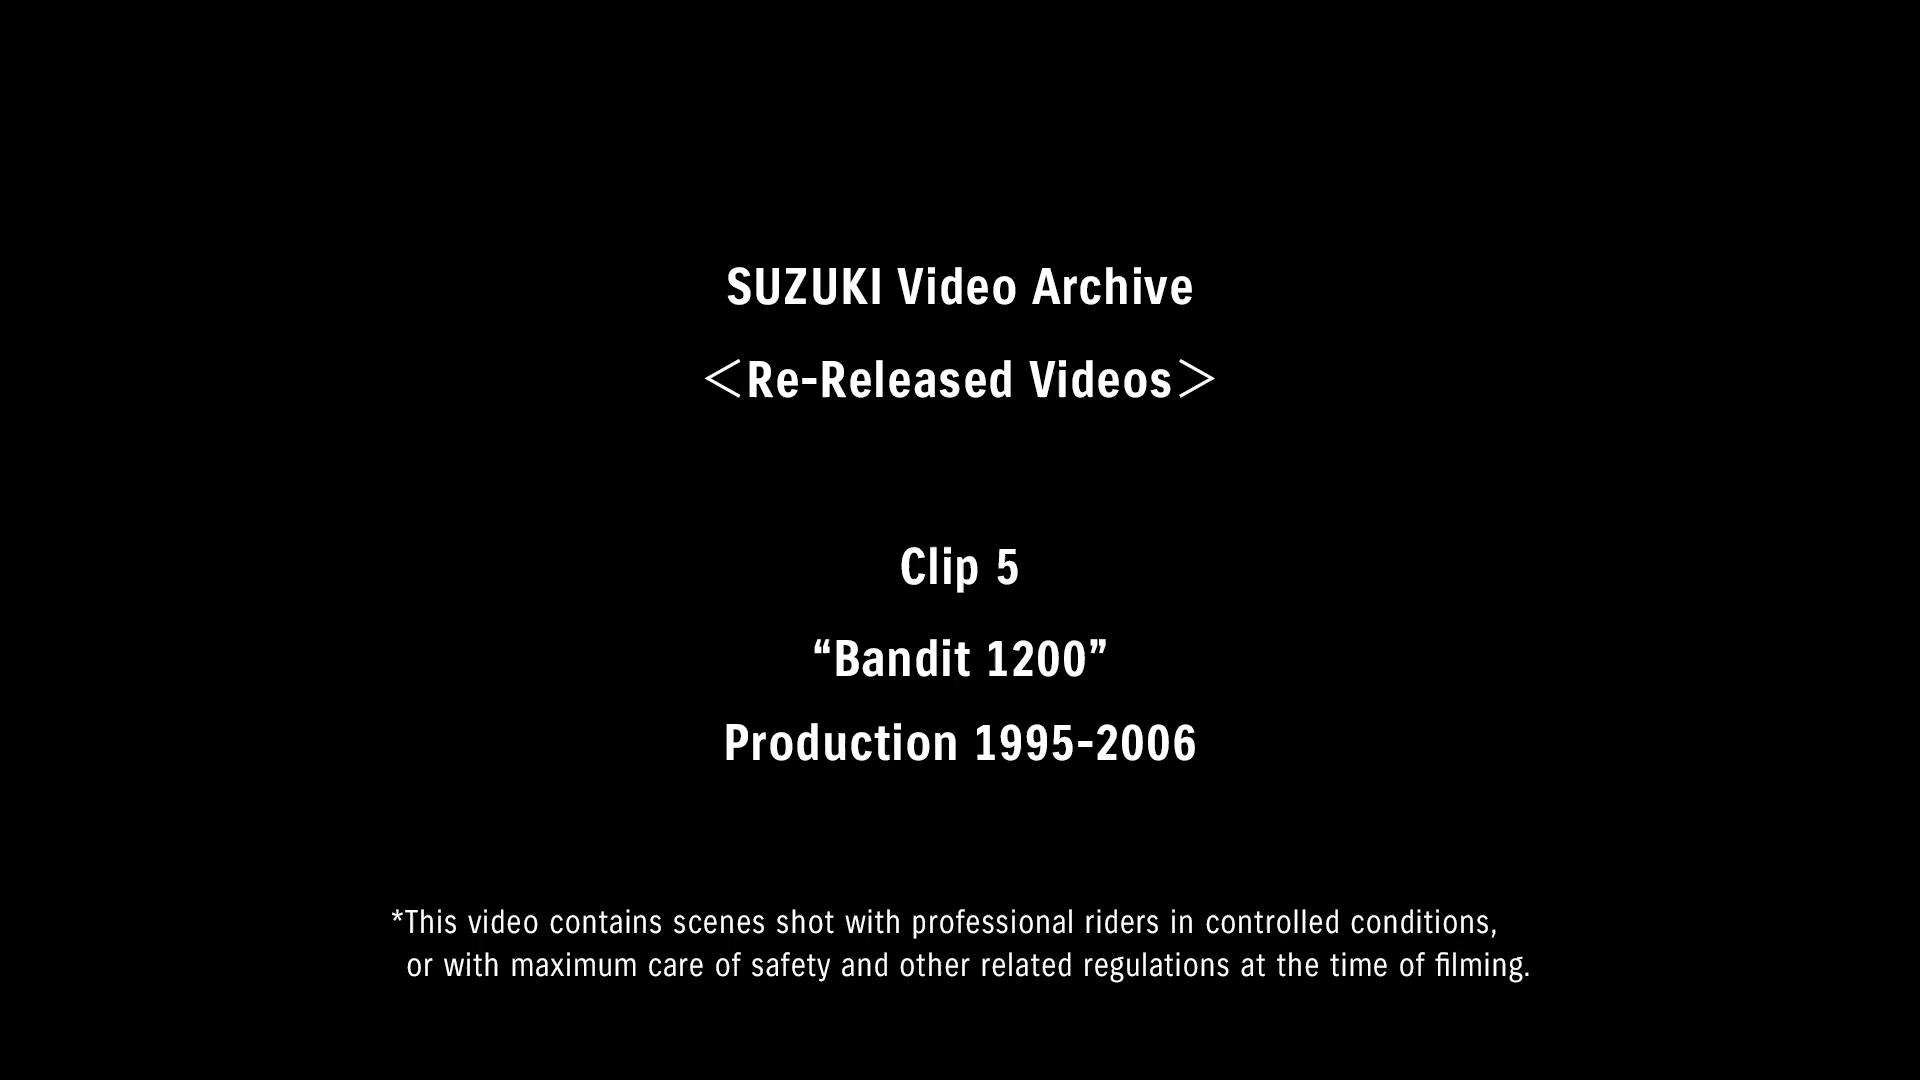 SUZUKI Video Archive
＜Re-Released Videos＞
Clip 5
“Bandit 1200”
Production 1995-2006
*This video contains scenes shot with professional riders in controlled conditions,
or with maximum care of safety and other related regulations at the time of filming.